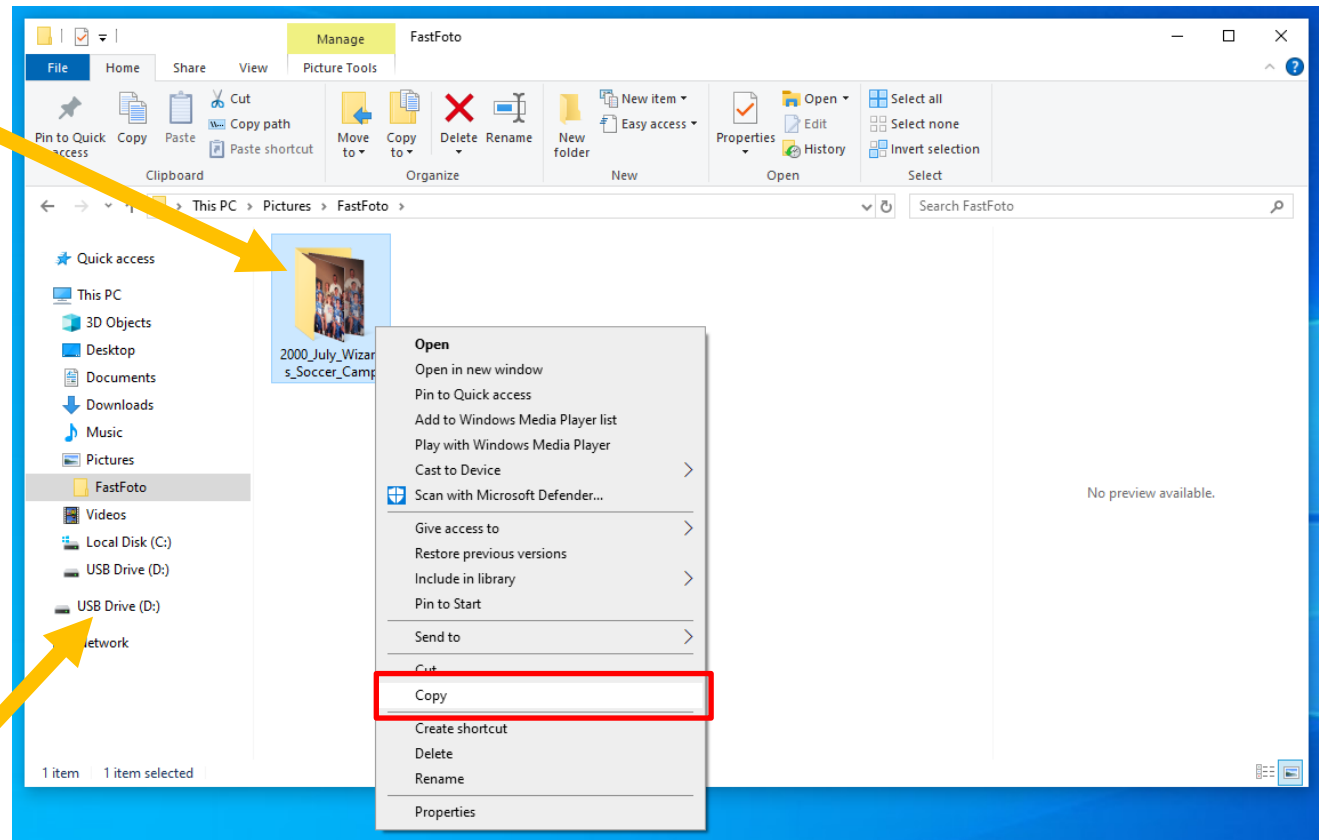 Manage
FastFoto
File
Home
Share
View
Picture Tools
Pin to Quick
access
Copy
Paste
Cut
Copy path
Paste shortcut
Move
to
Copy
to
Delete
Rename
New
folder
New item
Easy access
Properties
Open
Edit
History
Select all
Select none
Invert selection
Clipboard
Organize
New
Open
Select
This PC > Pictures > FastFoto >
Search FastFoto
Quick access
This PC
3D Objects
Desktop
Documents
Downloads
Music
Pictures
FastFoto
Videos
Local Disk (C:)
USB Drive (D:)
USB Drive (D:)
2000_July_Wizar
s_Soccer_Camp
Open
Open in new window
Pin to Quick access
Add to Windows Media Player list
Play with Windows Media Player
Cast to Device
Scan with Microsoft Defender...
Give access to
Restore previous versions
Include in library
Pin to Start
Send to
Cut
Copy
Create shortcut
Delete
Rename
Properties
No preview available.
1 item
1 item selected